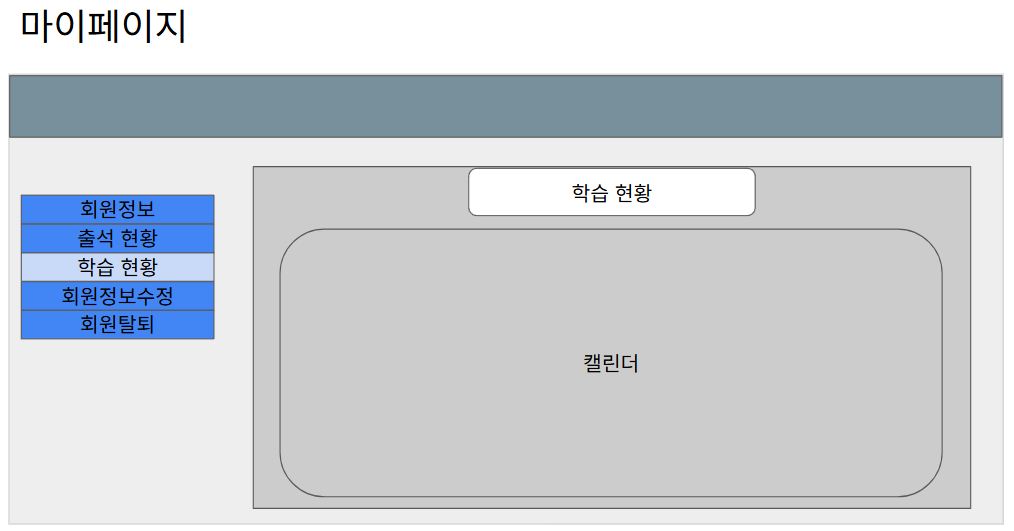 마이페이지
회원정보
출석 현황
학습 현황
회원정보수정
회원탈퇴
학습 현황
캘린더